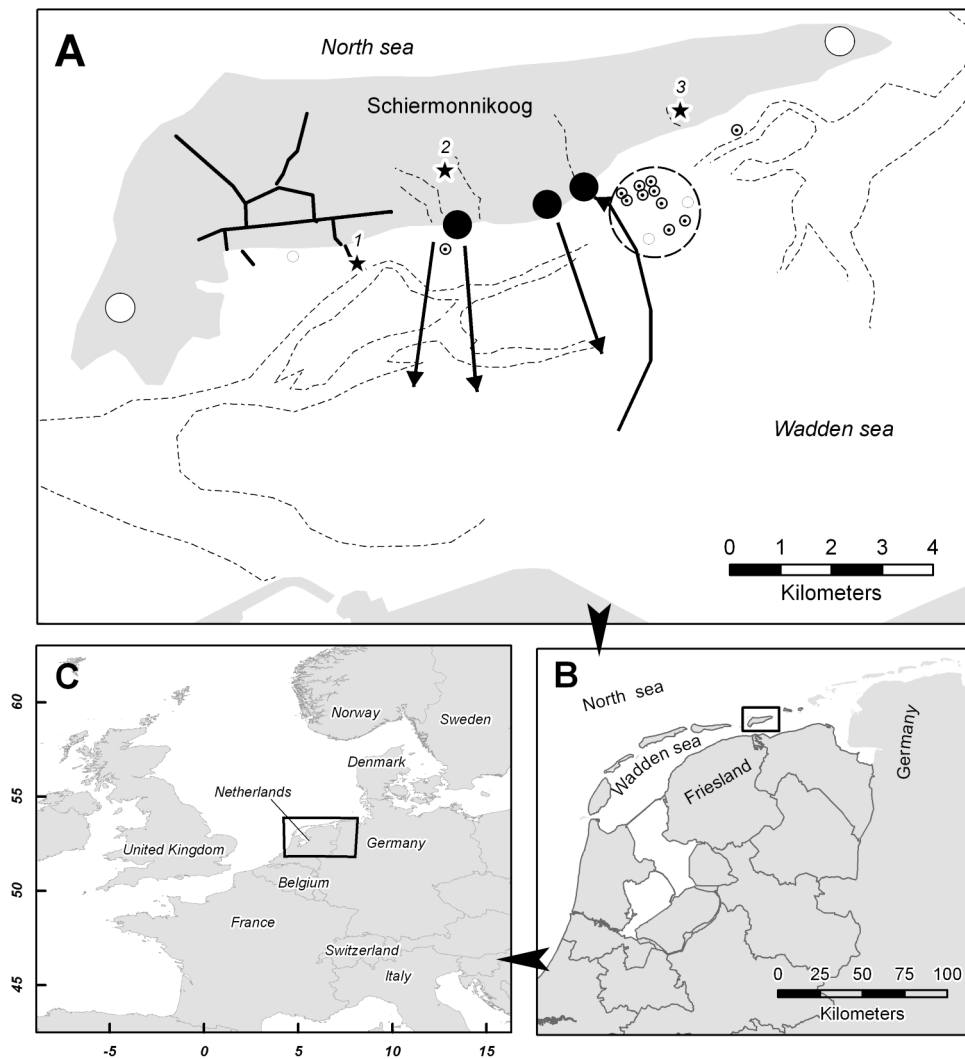 A
North sea
Schiermonnikoog
3
2
1
Wadden sea
0 1 2 3 4
Kilometers
C
60
55
50
45
-5 0 5 10 15
Norway
Sweden
Denmark
Netherlands
United Kingdom
Germany
Belgium
France
Switzerland
Italy
B
North sea
Wadden sea
Friesland
Germany
0 25 50 75 100
Kilometers